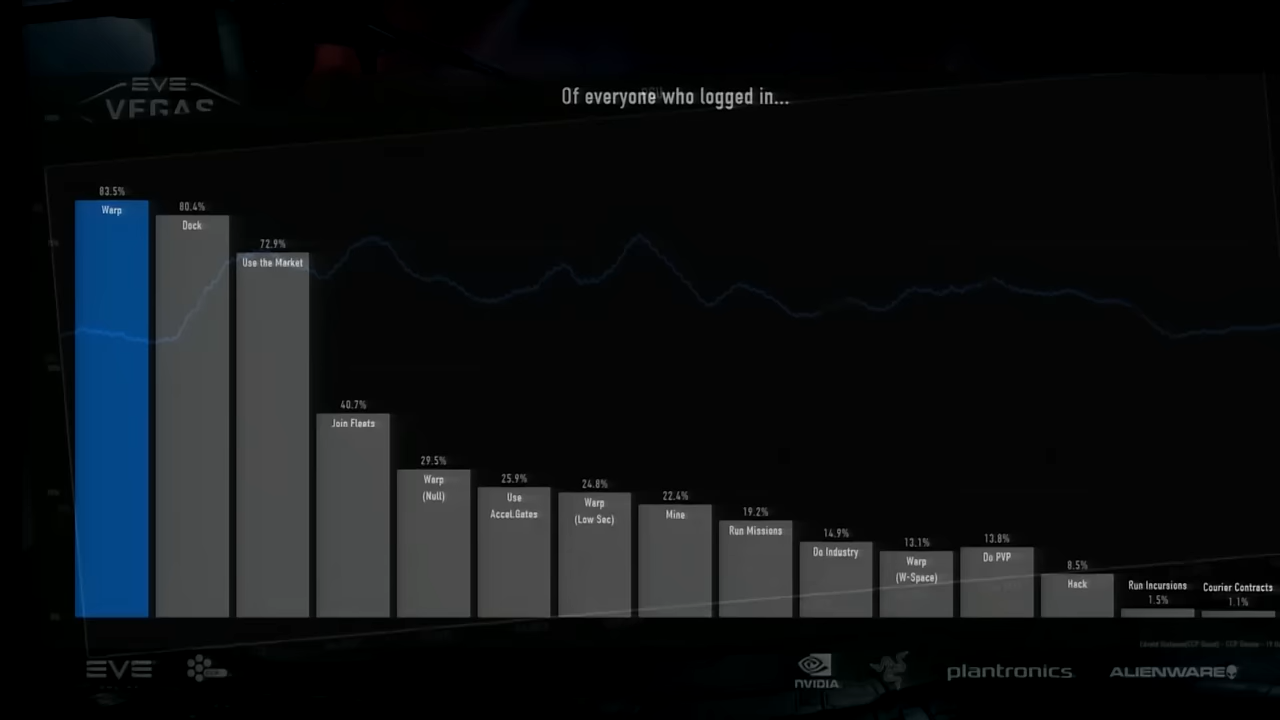 EVE
VEGAS
Of everyone who logged in...
83.5%
Warp
80.4%
Dock
72.9%
Use the Market
40.7%
Join Fleets
29.5%
Warp
(Null)
25.9%
Use
Accel.Gates
24.8%
Warp
(Low Sec)
22.4%
Mine
19.2%
Run Missions
14.9%
Do Industry
13.1%
Warp
(W-Space)
13.8%
Do PVP
8.5%
Hack
Run Incursions
1.5%
Courier Contracts
1.1%
EVE
NVIDIA
plantronics
ALIENWARE